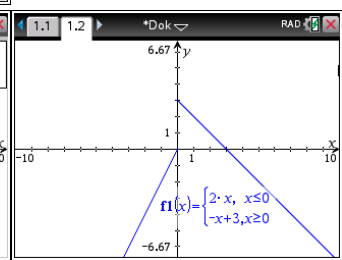 1.1 1.2 *Dok RAD
6.67 y
1
x
-10 1 10
f1(x)={2·x, x≤0
-x+3,x≥0
-6.67